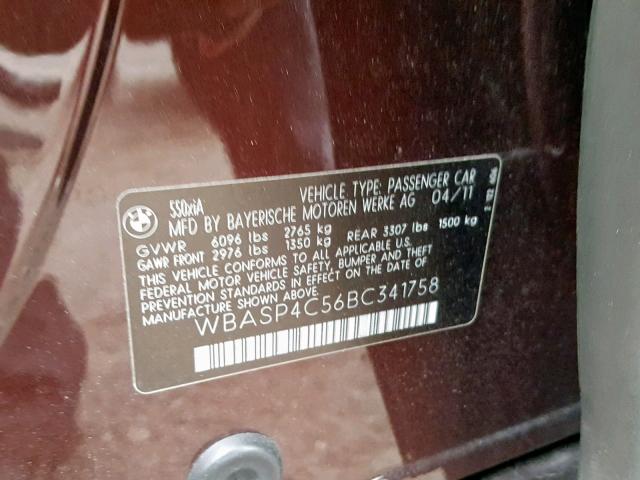 BMW
550xiA VEHICLE TYPE: PASSENGER CAR
MFD BY BAYERISCHE MOTOREN WERKE AG 04/11
GVWR 6096 lbs 2765 kg
GAWR FRONT 2976 lbs 1350 kg REAR 3307 lbs 1500 kg
THIS VEHICLE CONFORMS TO ALL APPLICABLE
FEDERAL MOTOR VEHICLE SAFETY, BUMPER AND THEFT
PREVENTION STANDARDS IN EFFECT ON THE DATE OF
MANUFACTURE SHOWN ABOVE.
WBASP4C56BC341758